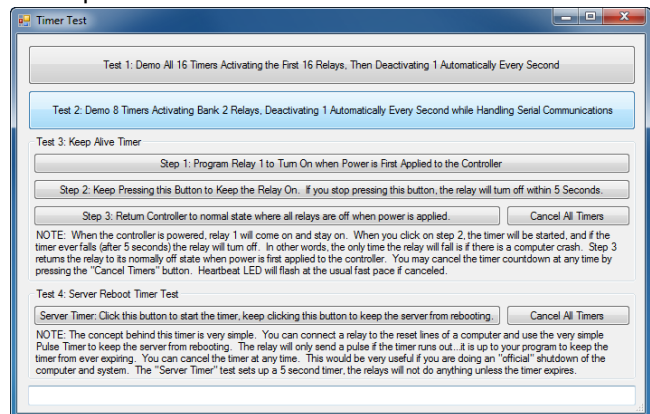 Timer Test
Test 1: Demo All 16 Timers Activating the First 16 Relays, Then Deactivating 1 Automatically Every Second
Test 2: Demo 8 Timers Activating Bank 2 Relays, Deactivating 1 Automatically Every Second while Handling Serial Communications
Test 3: Keep Alive Timer
Step 1: Program Relay 1 to Turn On when Power is First Applied to the Controller
Step 2: Keep Pressing this Button to Keep the Relay On.  If you stop pressing this button, the relay will turn off within 5 Seconds.
Step 3: Return Controller to normal state where all relays are off when power is applied.
Cancel All Timers
NOTE: When the controller is powered, relay 1 will come on and stay on.  When you click on step 2, the timer will be started, and if the
timer ever falls (after 5 seconds) the relay will turn off.  In other words, the only time the relay will fall is if there is a computer crash.  Step 3
returns the relay to its normally off state when power is first applied to the controller.  You may cancel the timer countdown at any time by
pressing the "Cancel Timers" button.  Heartbeat LED will flash at the usual fast pace if canceled.
Test 4: Server Reboot Timer Test
Server Timer: Click this button to start the timer, keep clicking this button to keep the server from rebooting.
Cancel All Timers
NOTE: The concept behind this timer is very simple.  You can connect a relay to the reset lines of a computer and use the very simple
Pulse Timer to keep the server from rebooting.  The relay will only send a pulse if the timer runs out...it is up to your program to keep the
timer from ever expiring.  You can cancel the timer at any time.  This would be very useful if you are doing an "official" shutdown of the
computer and system.  The "Server Timer" test sets up a 5 second timer, the relays will not do anything unless the timer expires.